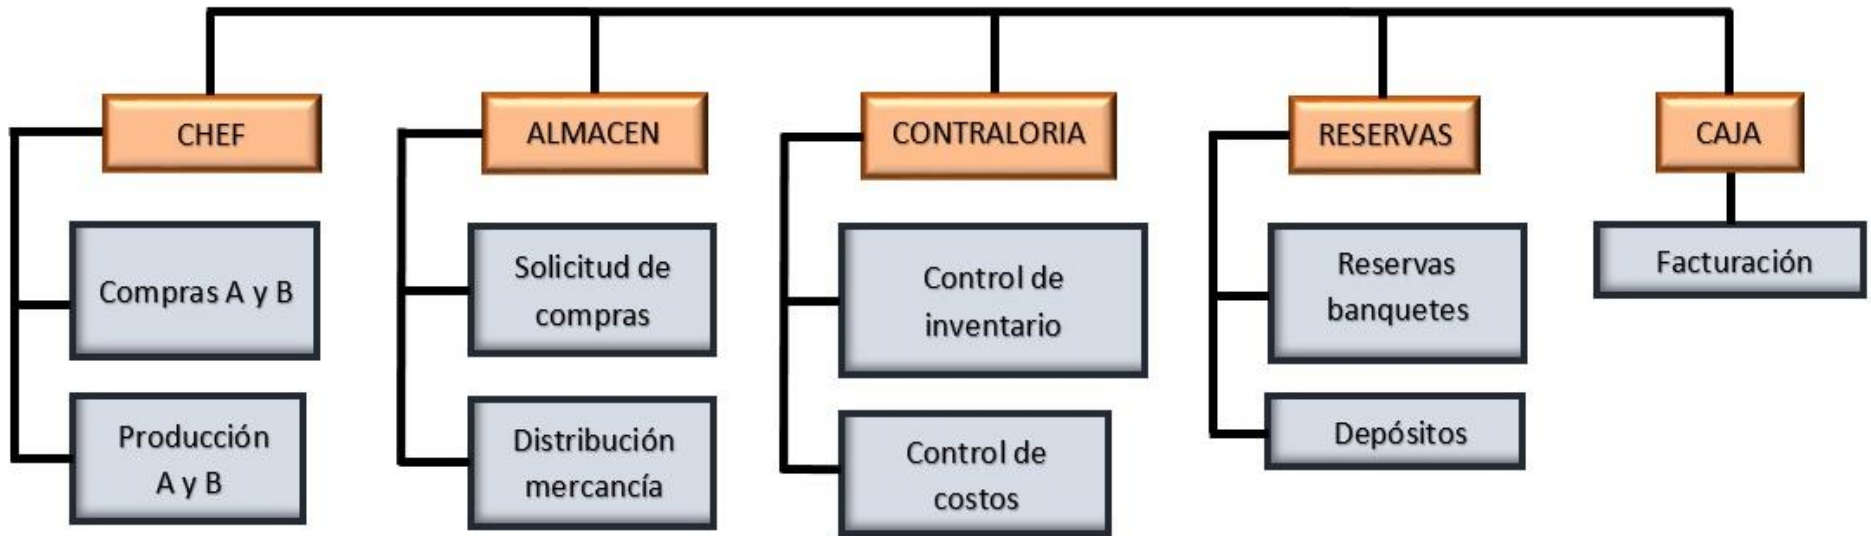 CHEF
ALMACEN
CONTRALORIA
RESERVAS
CAJA
Compras A y B
Producción
A y B
Solicitud de
compras
Distribución
mercancía
Control de
inventario
Control de
costos
Reservas
banquetes
Depósitos
Facturación